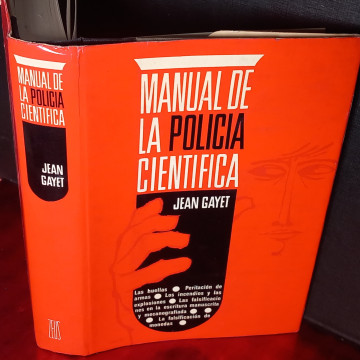 MANUAL DE
LA POLICIA
CIENTIFICA
JEAN
GAYET
ZEUS
MANUAL DE
LA POLICIA
CIENTIFICA
JEAN GAYET
Las huellas ● Peritación de
armas ● Los incendios y las
explosiones ● Las falsificacio
nes en la escritura manuscrita
y mecanografiada ●
● La falsificación de
monedas ●